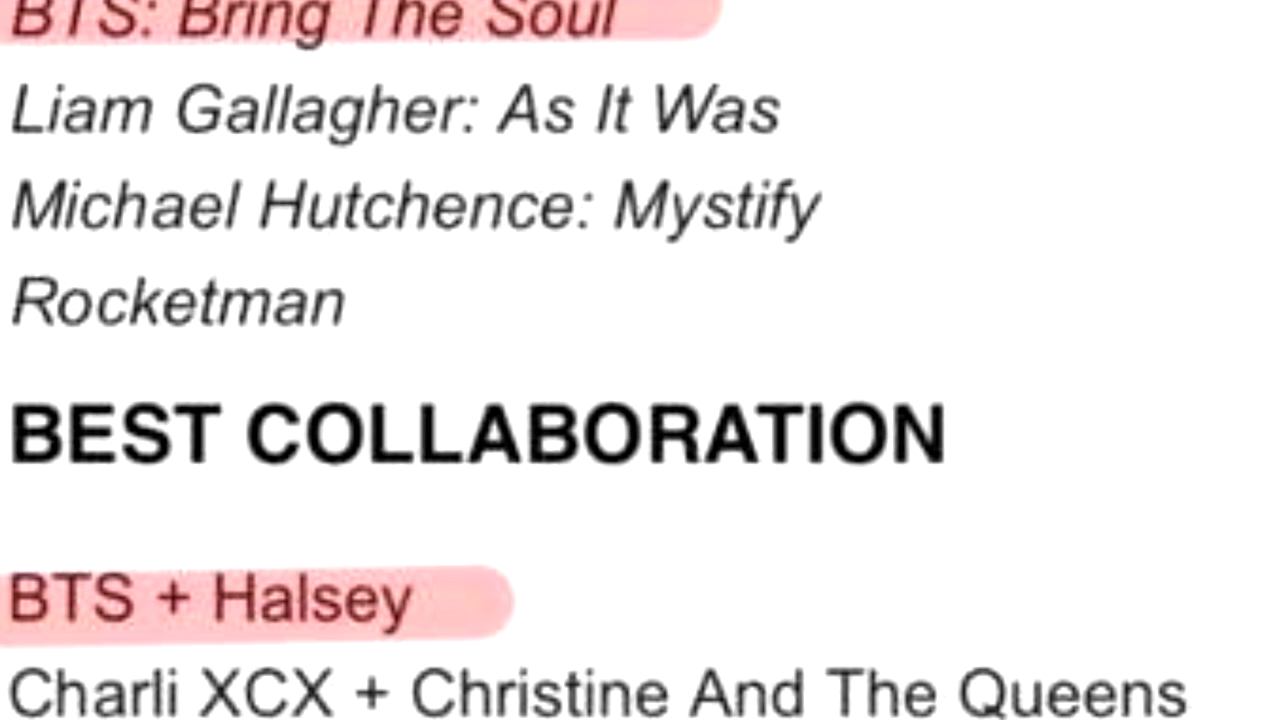 BTS: Bring The Soul
Liam Gallagher: As It Was
Michael Hutchence: Mystify
Rocketman
BEST COLLABORATION
BTS + Halsey
Charli XCX + Christine And The Queens